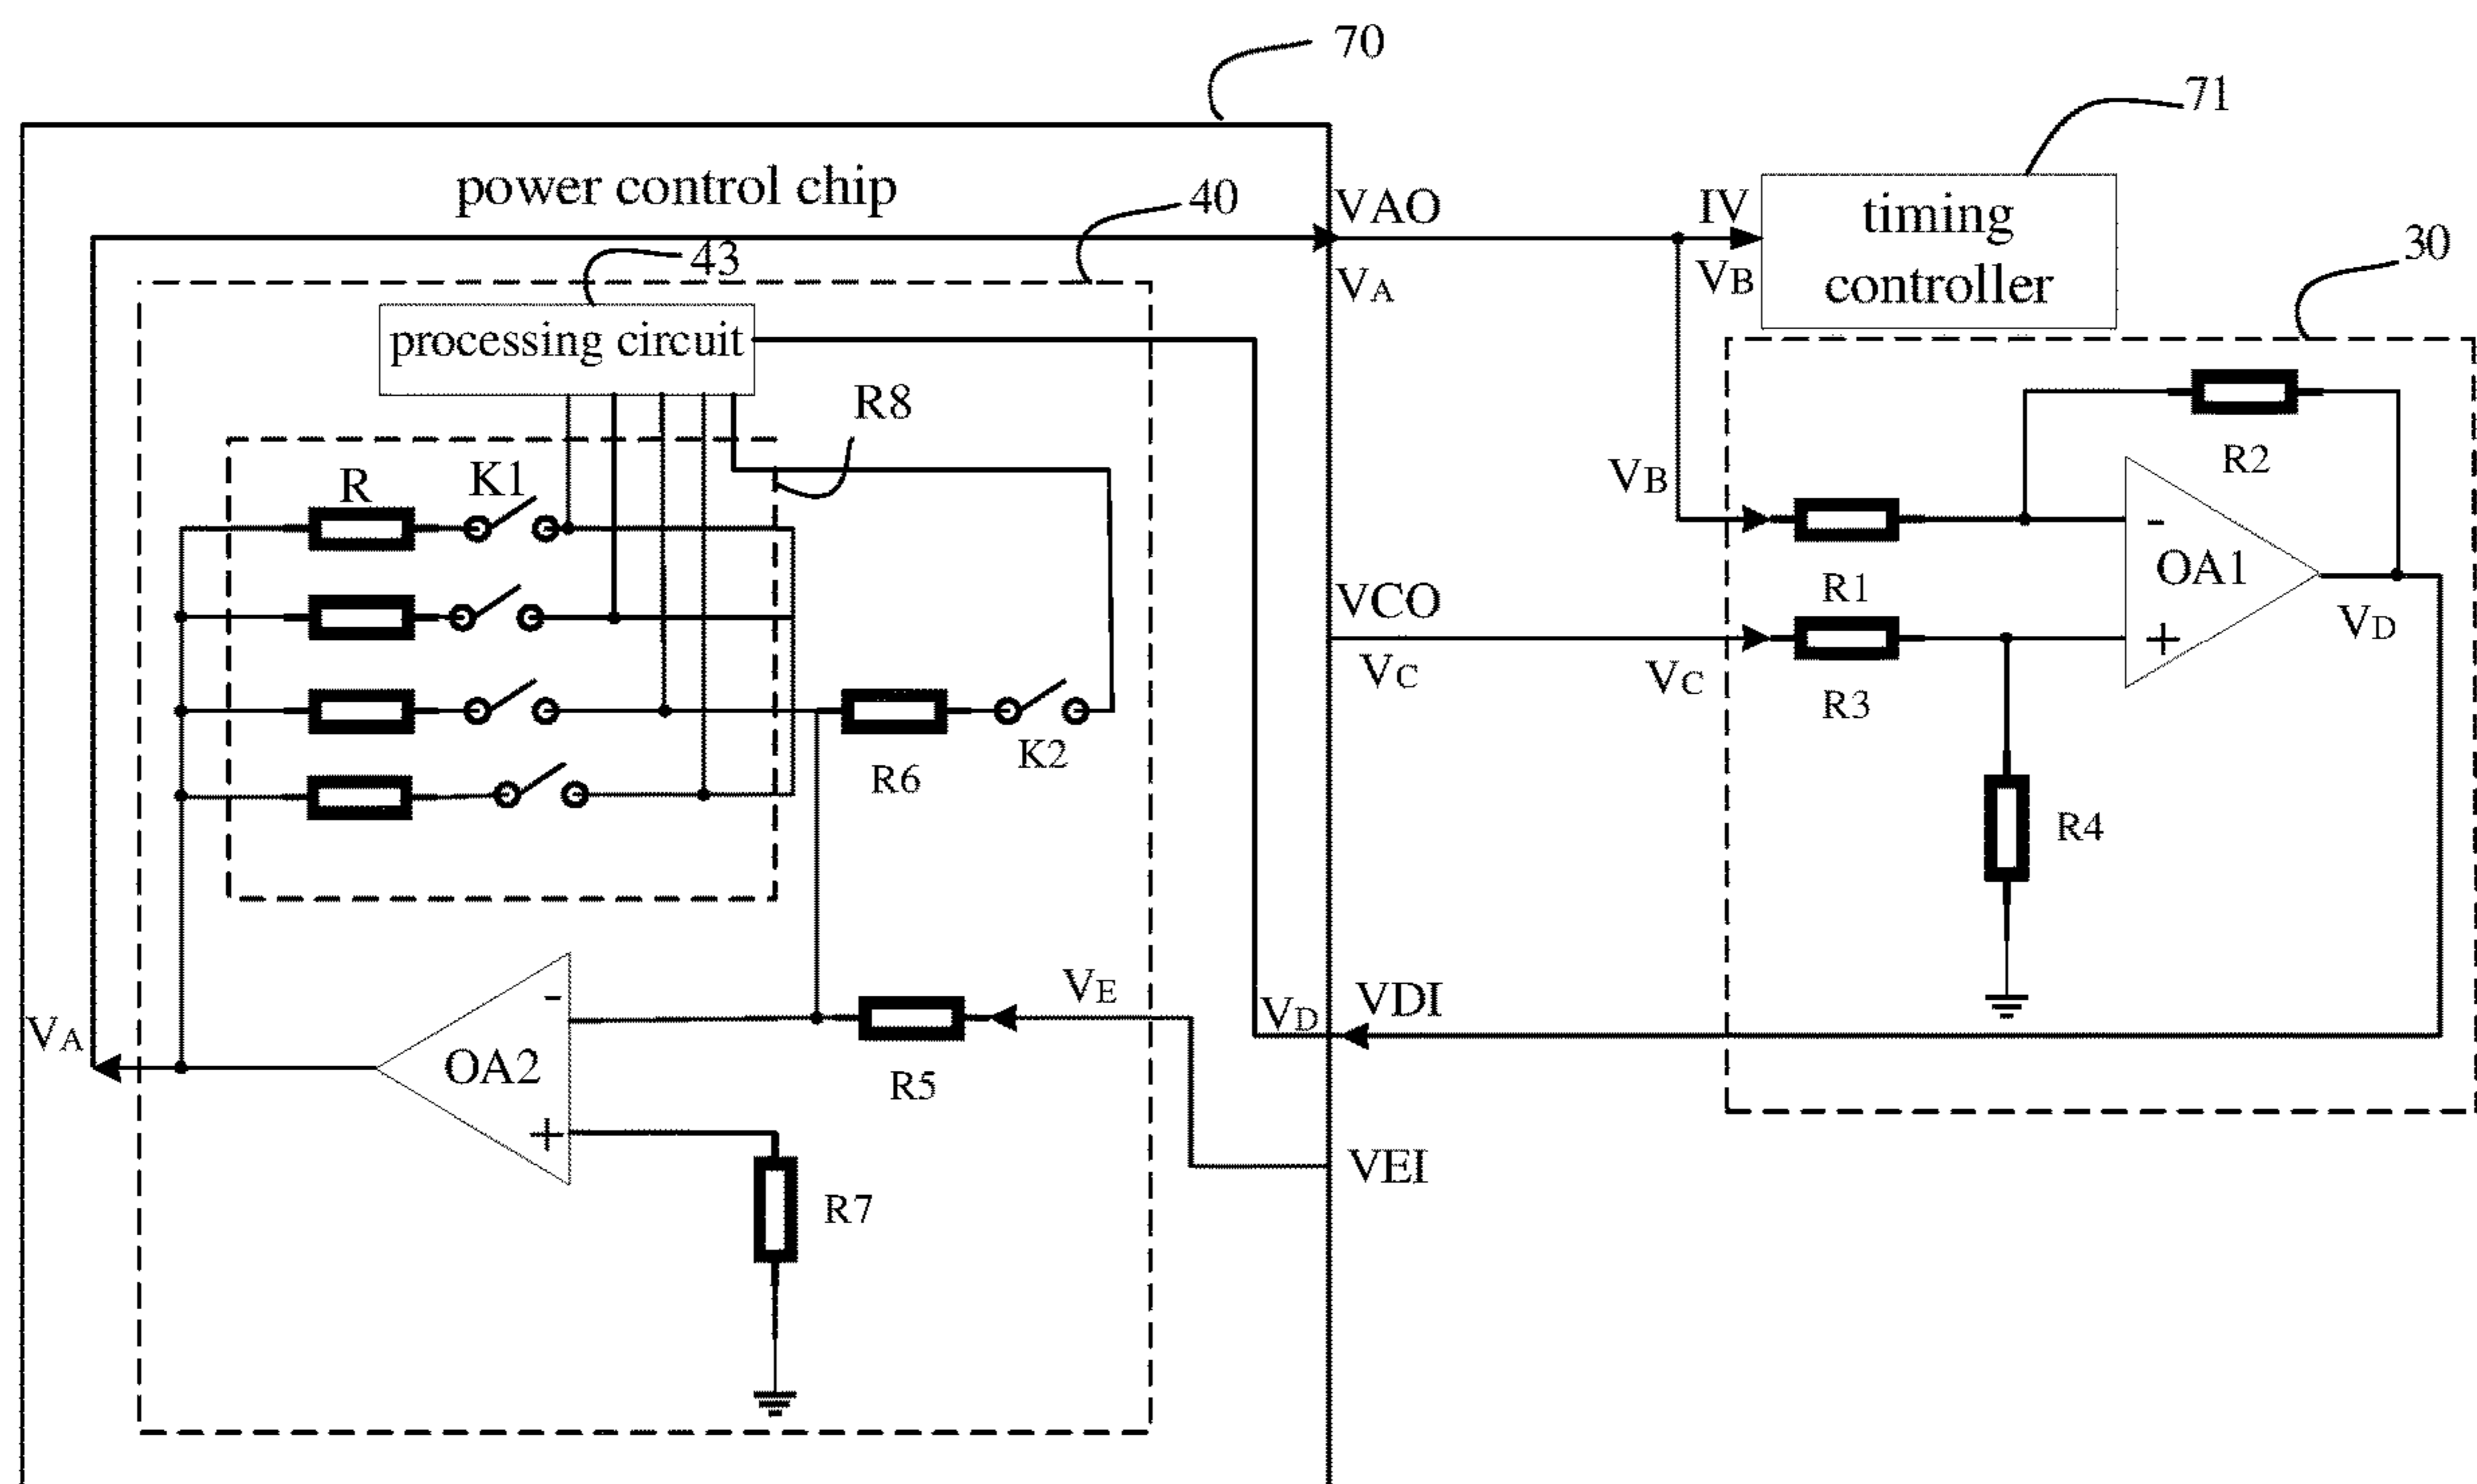 70
71
power control chip
40
VAO
IV
timing
controller
30
43
VA
VB
processing circuit
R8
R2
R
K1
VB
OA1
R1
VCO
VD
VC
VC
R3
K2
R6
R4
VE
VD
VDI
VA
OA2
R5
VEI
R7
-
+
-
+